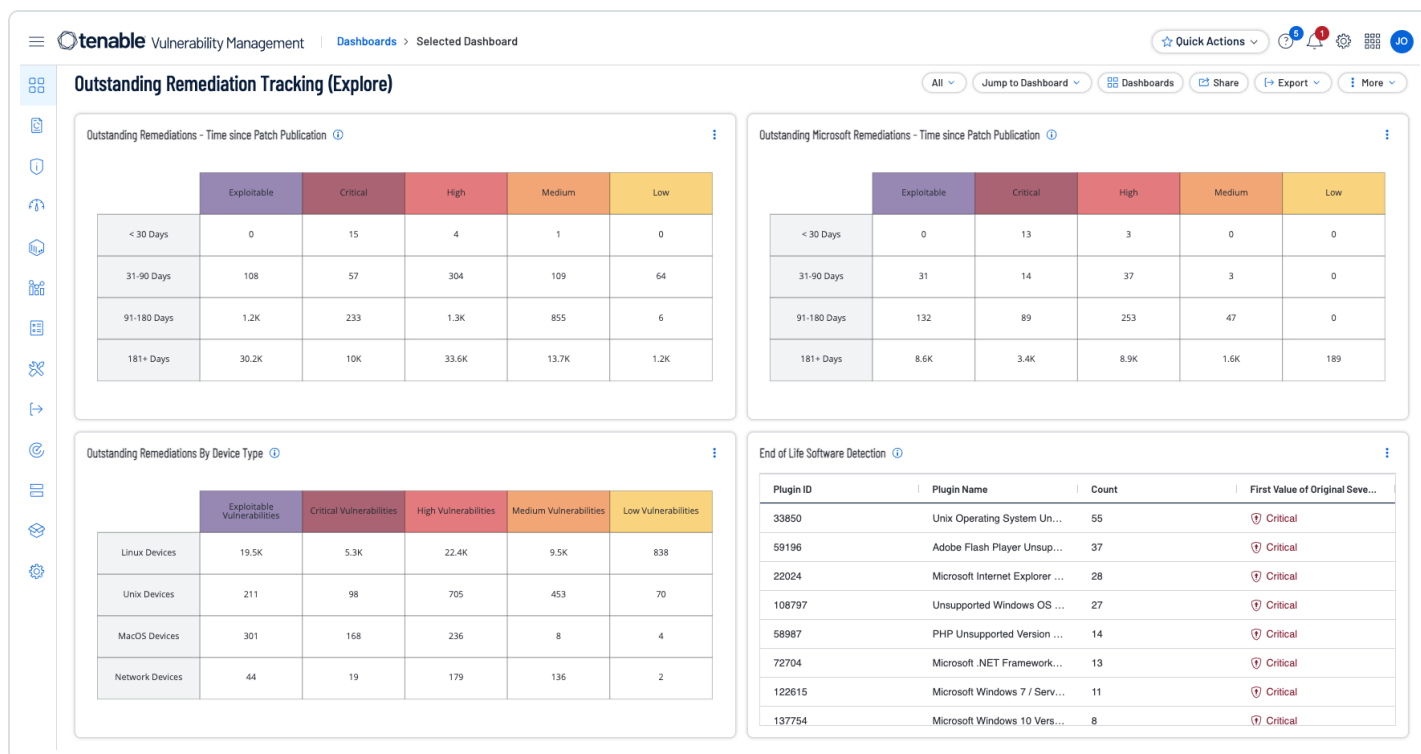 tenable Vulnerability Management Dashboards > Selected Dashboard Quick Actions 5 1 JO
Outstanding Remediation Tracking (Explore) All Jump to Dashboard Dashboards Share Export More
Outstanding Remediations - Time since Patch Publication
Exploitable Critical High Medium Low
< 30 Days 0 15 4 1 0
31-90 Days 108 57 304 109 64
91-180 Days 1.2K 233 1.3K 855 6
181+ Days 30.2K 10K 33.6K 13.7K 1.2K
Outstanding Microsoft Remediations - Time since Patch Publication
Exploitable Critical High Medium Low
< 30 Days 0 13 3 0 0
31-90 Days 31 14 37 3 0
91-180 Days 132 89 253 47 0
181+ Days 8.6K 3.4K 8.9K 1.6K 189
Outstanding Remediations By Device Type
Exploitable Vulnerabilities Critical Vulnerabilities High Vulnerabilities Medium Vulnerabilities Low Vulnerabilities
Linux Devices 19.5K 5.3K 22.4K 9.5K 838
Unix Devices 211 98 705 453 70
MacOS Devices 301 168 236 8 4
Network Devices 44 19 179 136 2
End of Life Software Detection
Plugin ID Plugin Name Count First Value of Original Seve...
33850 Unix Operating System Un... 55 Critical
59196 Adobe Flash Player Unsup... 37 Critical
22024 Microsoft Internet Explorer ... 28 Critical
108797 Unsupported Windows OS ... 27 Critical
58987 PHP Unsupported Version ... 14 Critical
72704 Microsoft .NET Framework... 13 Critical
122615 Microsoft Windows 7 / Serv... 11 Critical
137754 Microsoft Windows 10 Vers... 8 Critical